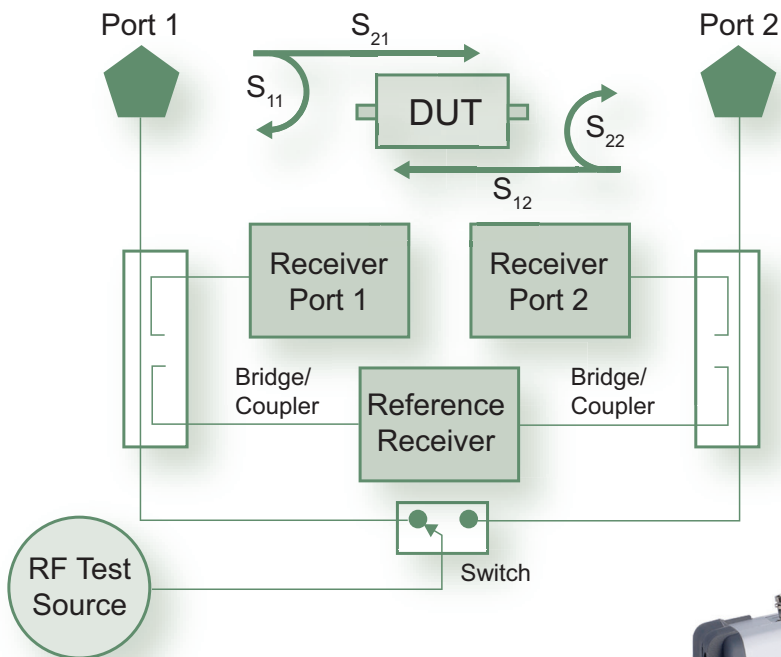 Port 1
S21
Port 2
S11
DUT
S22
S12
Receiver
Port 1
Receiver
Port 2
Bridge/
Coupler
Reference
Receiver
Bridge/
Coupler
RF Test
Source
Switch